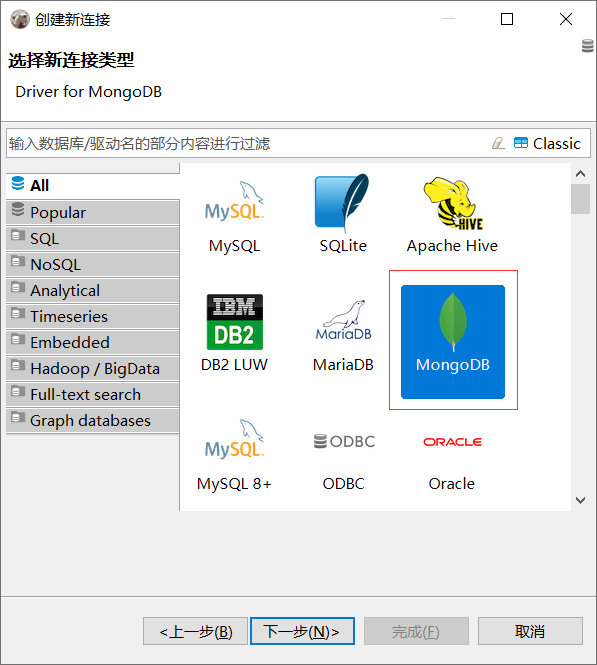 创建新连接
选择新连接类型
Driver for MongoDB
输入数据库/驱动名的部分内容进行过滤
Classic
All
Popular
SQL
NoSQL
Analytical
Timeseries
Embedded
Hadoop / BigData
Full-text search
Graph databases
MySQL
MySQL
SQLite
HIVE
Apache Hive
IBM
DB2
DB2 LUW
MariaDB
MariaDB
MongoDB
MySQL
MySQL 8+
ODBC
ODBC
ORACLE
Oracle
<上一步(B)
下一步(N)>
完成(F)
取消